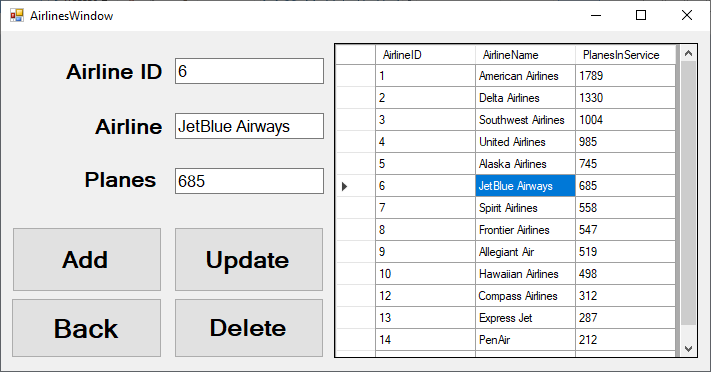 AirlinesWindow
Airline ID 6
Airline JetBlue Airways
Planes 685
Add Update
Back Delete
AirlineID AirlineName PlanesInService
1 American Airlines 1789
2 Delta Airlines 1330
3 Southwest Airlines 1004
4 United Airlines 985
5 Alaska Airlines 745
6 JetBlue Airways 685
7 Spirit Airlines 558
8 Frontier Airlines 547
9 Allegiant Air 519
10 Hawaiian Airlines 498
12 Compass Airlines 312
13 Express Jet 287
14 PenAir 212